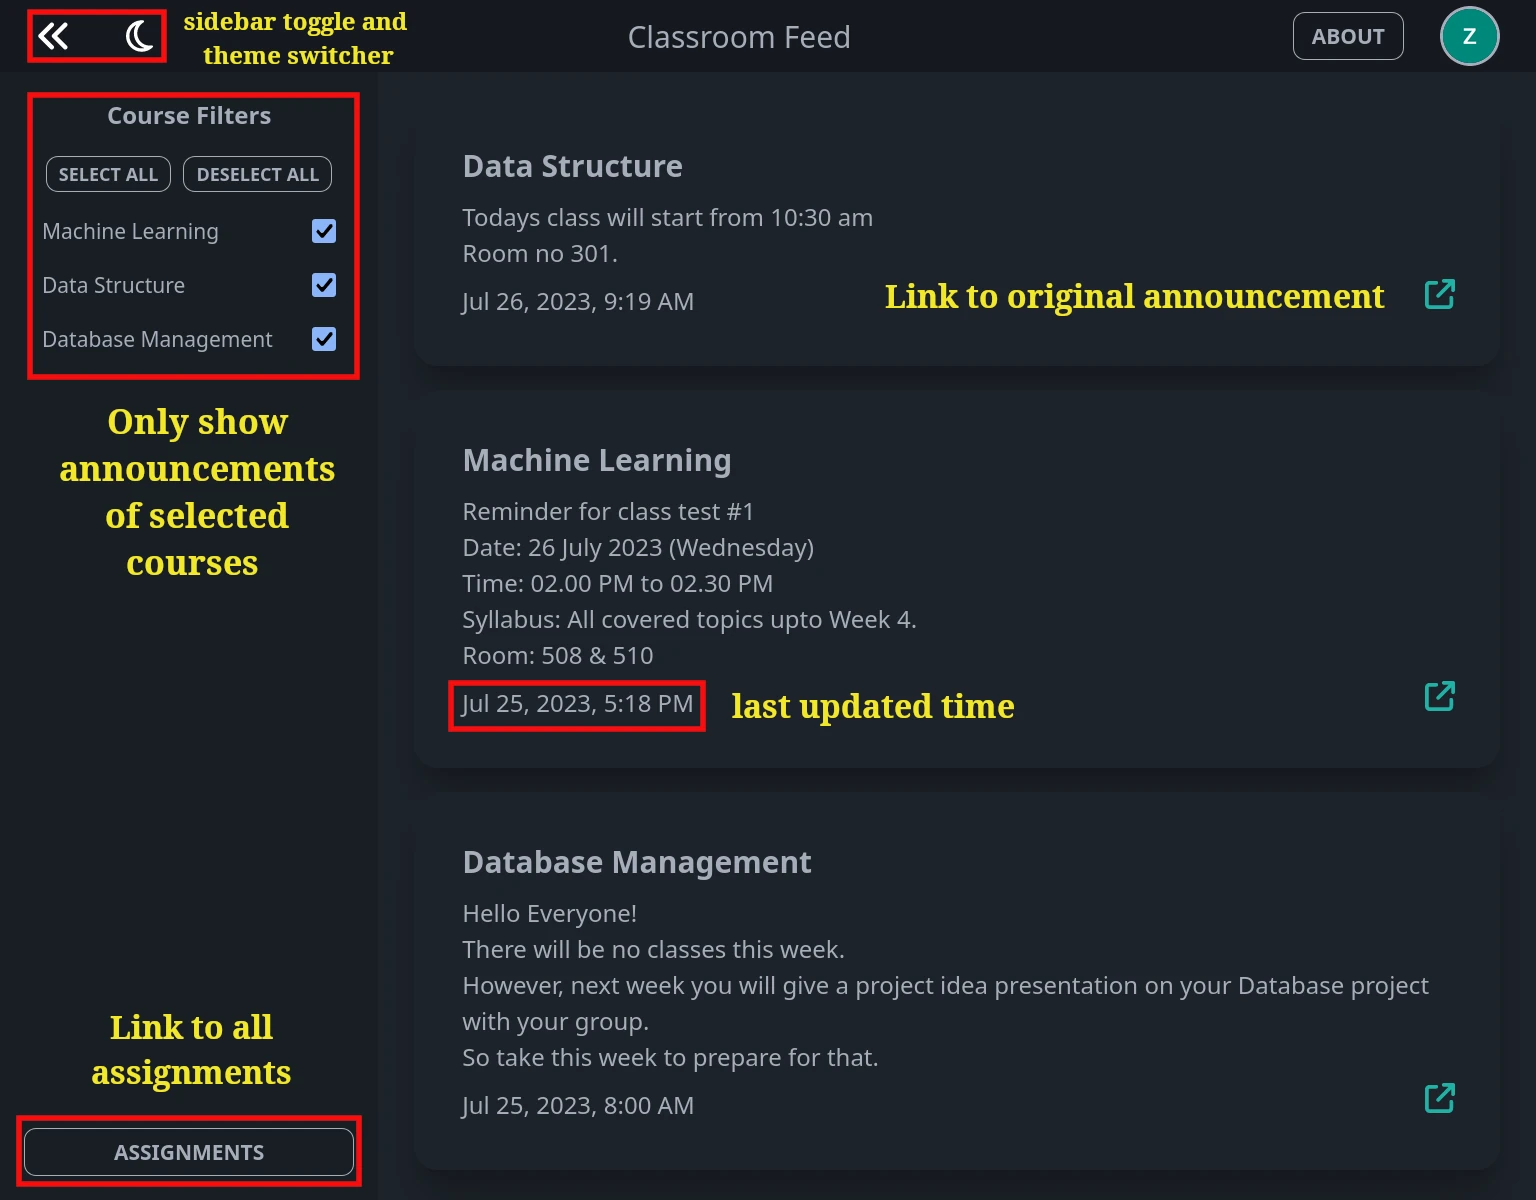 sidebar toggle and
theme switcher
Classroom Feed
ABOUT
Z
Course Filters
SELECT ALL
DESELECT ALL
Machine Learning
Data Structure
Database Management
Only show
announcements
of selected
courses
Link to all
assignments
ASSIGNMENTS
Data Structure
Todays class will start from 10:30 am
Room no 301.
Jul 26, 2023, 9:19 AM
Link to original announcement
Machine Learning
Reminder for class test #1
Date: 26 July 2023 (Wednesday)
Time: 02.00 PM to 02.30 PM
Syllabus: All covered topics upto Week 4.
Room: 508 & 510
Jul 25, 2023, 5:18 PM
last updated time
Database Management
Hello Everyone!
There will be no classes this week.
However, next week you will give a project idea presentation on your Database project
with your group.
So take this week to prepare for that.
Jul 25, 2023, 8:00 AM